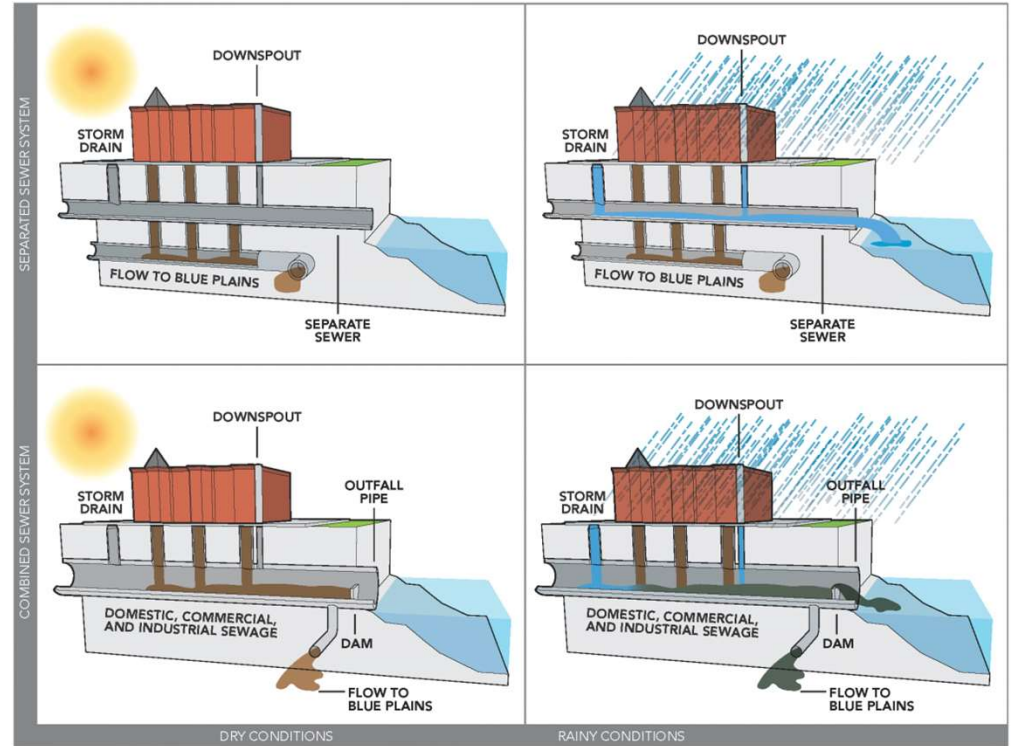 SEPARATED SEWER SYSTEM
DOWNSPOUT
STORM
DRAIN
FLOW TO BLUE PLAINS
SEPARATE
SEWER
DOWNSPOUT
STORM
DRAIN
FLOW TO BLUE PLAINS
SEPARATE
SEWER
COMBINED SEWER SYSTEM
DOWNSPOUT
STORM
DRAIN
OUTFALL
PIPE
DOMESTIC, COMMERCIAL,
AND INDUSTRIAL SEWAGE
DAM
FLOW TO
BLUE PLAINS
DOWNSPOUT
STORM
DRAIN
OUTFALL
PIPE
DOMESTIC, COMMERCIAL,
AND INDUSTRIAL SEWAGE
DAM
FLOW TO
BLUE PLAINS
DRY CONDITIONS
RAINY CONDITIONS